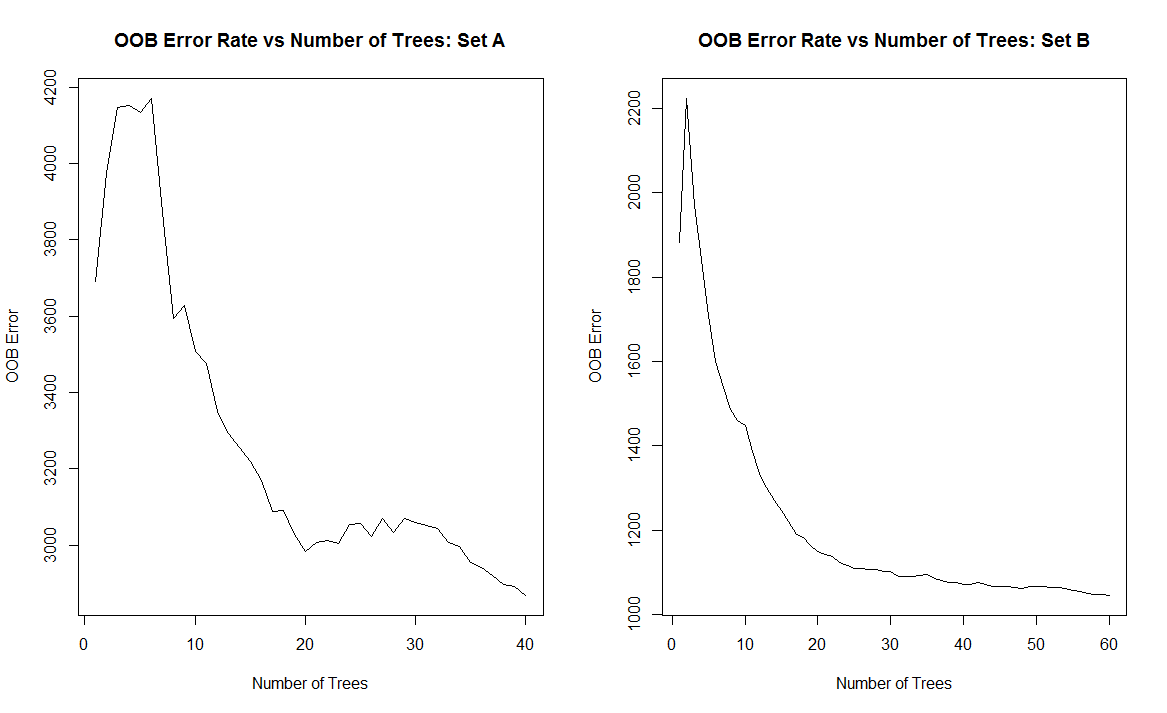 OOB Error Rate vs Number of Trees: Set A
4200
4000
3800
3600
3400
3200
3000
OOB Error
0 10 20 30 40
Number of Trees
OOB Error Rate vs Number of Trees: Set B
2200
2000
1800
1600
1400
1200
1000
OOB Error
0 10 20 30 40 50 60
Number of Trees